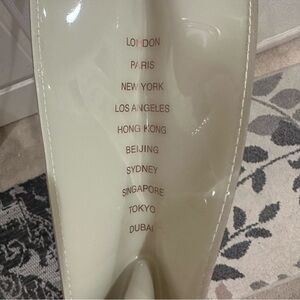 LONDON
PARIS
NEW YORK
LOS ANGELES
HONG KONG
BEIJING
SYDNEY
SINGAPORE
TOKYO
DUBAI